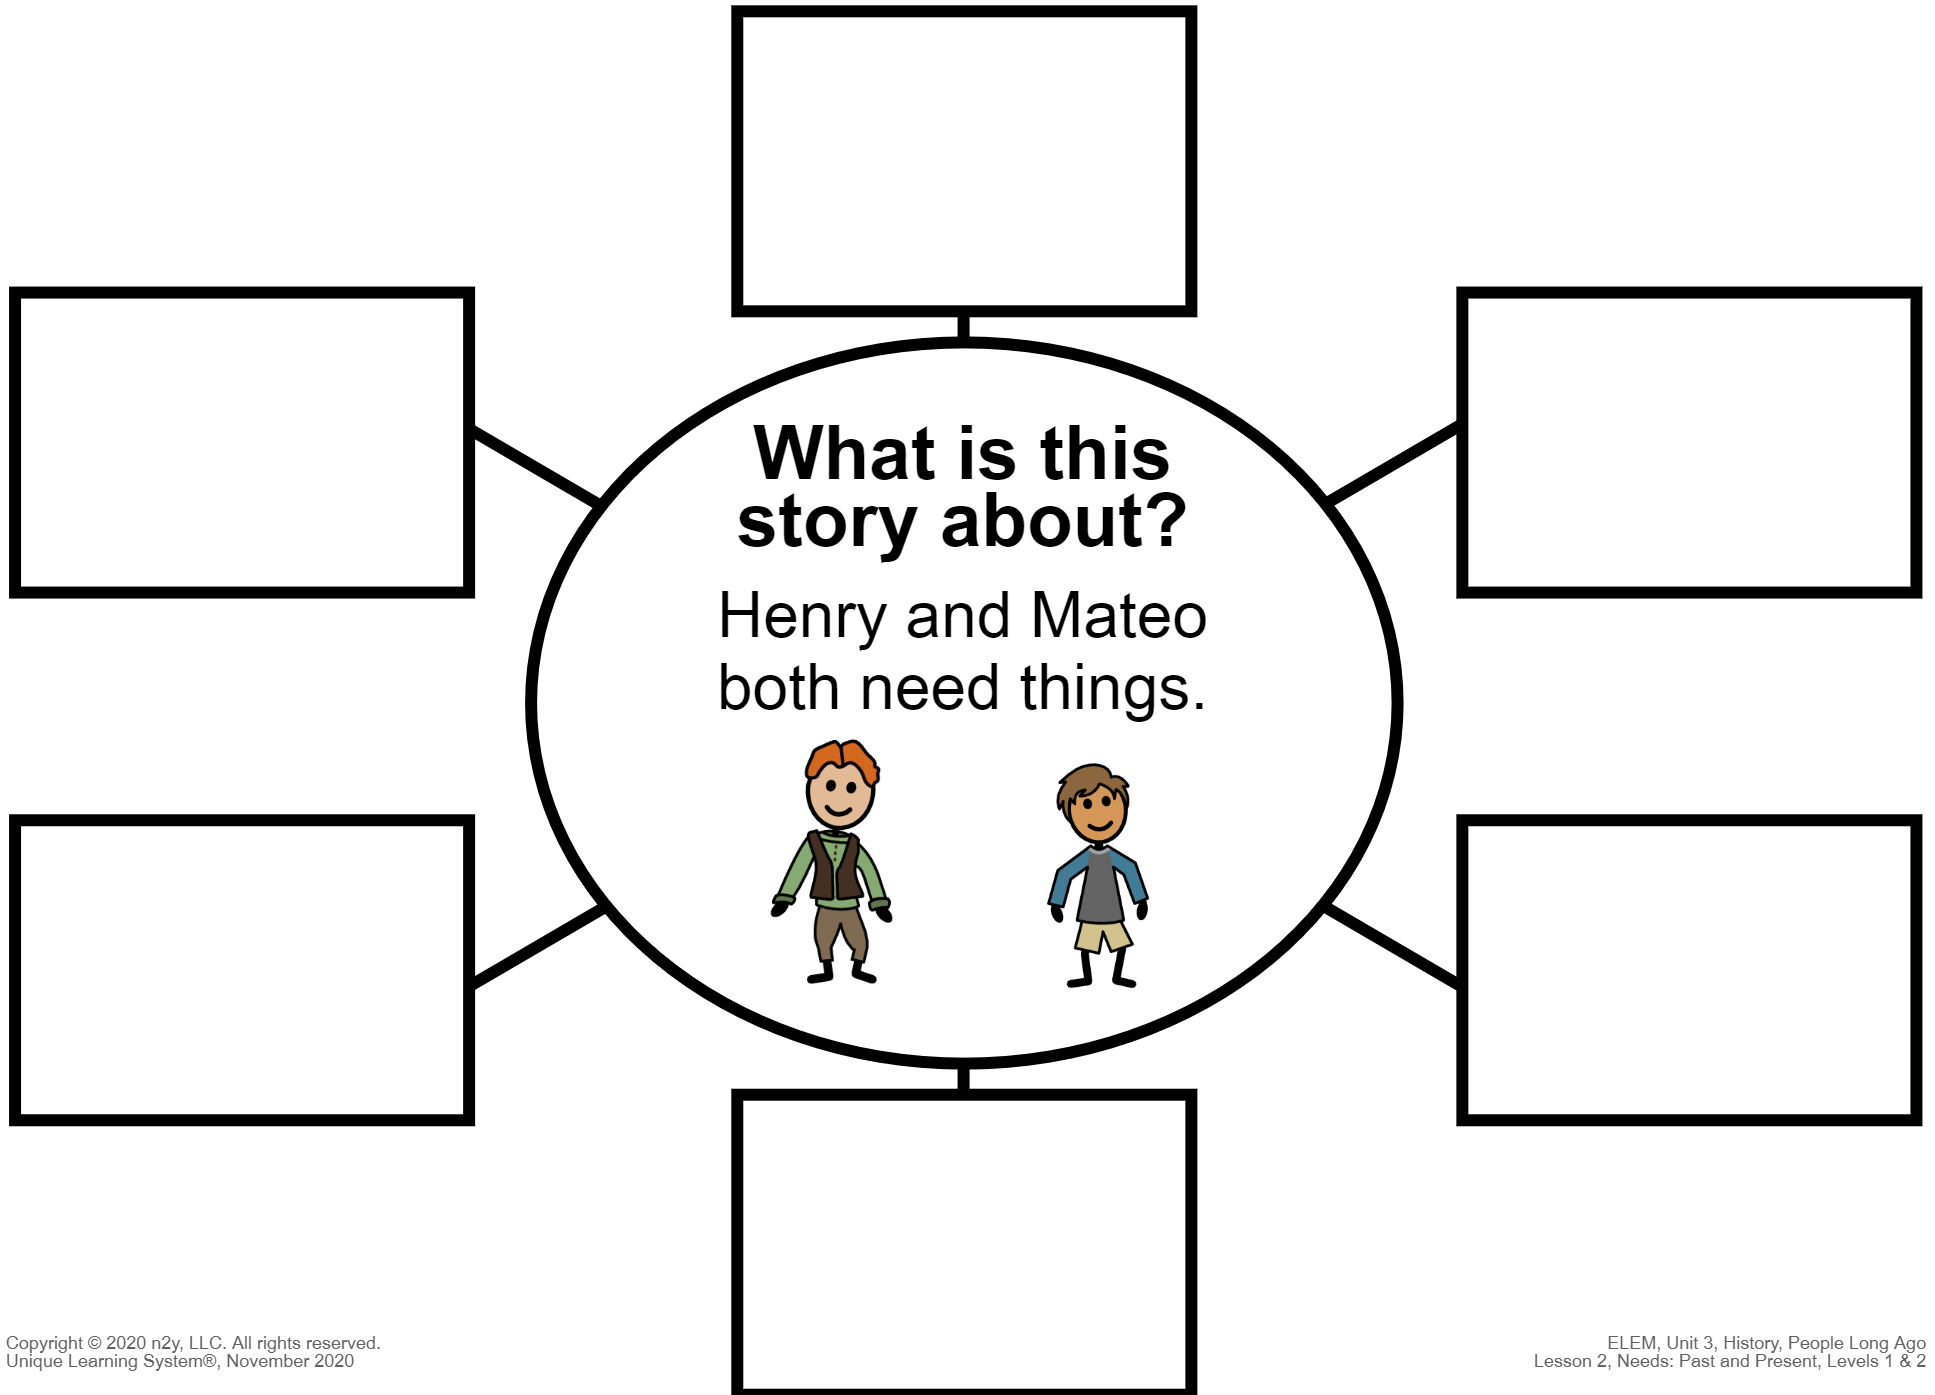 What is this
story about?
Henry and Mateo
both need things.
Copyright © 2020 n2y, LLC. All rights reserved.
Unique Learning System®, November 2020
ELEM, Unit 3, History, People Long Ago
Lesson 2, Needs: Past and Present, Levels 1 & 2